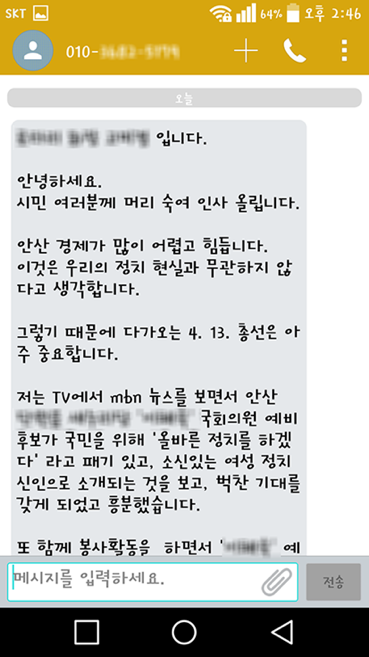 SKT 64% 오후 2:46
010-
오늘
입니다.
안녕하세요.
시민 여러분께 머리 숙여 인사 올립니다.
안산 경제가 많이 어렵고 힘듭니다.
이것은 우리의 정치 현실과 무관하지 않
다고 생각합니다.
그렇기 때문에 다가오는 4. 13. 총선은 아
주 중요합니다.
저는 TV에서 mbn 뉴스를 보면서 안산
국회의원 예비
후보가 국민을 위해 '올바른 정치를 하겠
다' 라고 패기 있고, 소신있는 여성 정치
신인으로 소개되는 것을 보고, 벅찬 기대를
갖게 되었고 흥분했습니다.
또 함께 봉사활동을 하면서 ' ' 예
메시지를 입력하세요.
전송